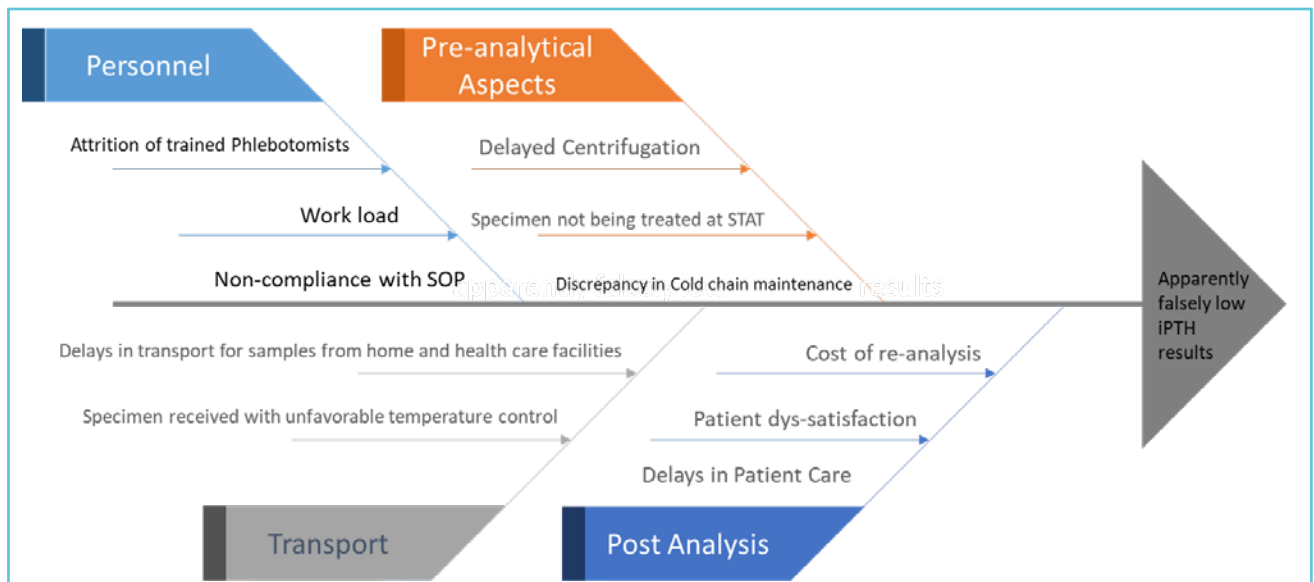 Personnel
Pre-analytical
Aspects
Attrition of trained Phlebotomists
Delayed Centrifugation
Work load
Specimen not being treated at STAT
Non-compliance with SOP
Discrepancy in Cold chain maintenance
results
Apparently
falsely low
iPTH
results
Delays in transport for samples from home and health care facilities
Cost of re-analysis
Specimen received with unfavorable temperature control
Patient dys-satisfaction
Delays in Patient Care
Transport
Post Analysis